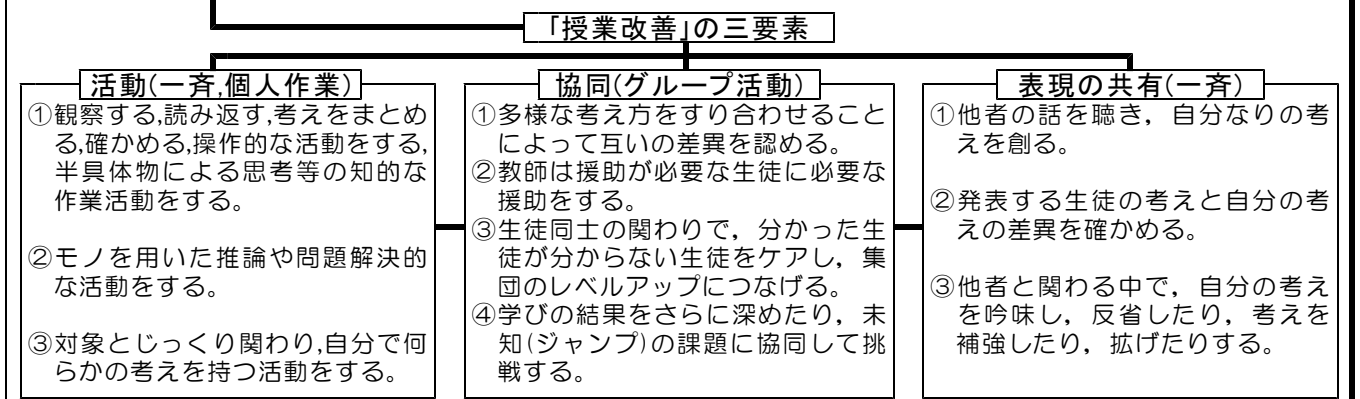 「授業改善」の三要素
活動(一斉,個人作業)
①観察する,読み返す,考えをまとめ
る,確かめる,操作的な活動をする,
半具体物による思考等の知的な
作業活動をする。
②モノを用いた推論や問題解決的
な活動をする。
③対象とじっくり関わり,自分で何
らかの考えを持つ活動をする。
協同(グループ活動)
①多様な考え方をすり合わせること
によって互いの差異を認める。
②教師は援助が必要な生徒に必要な
援助をする。
③生徒同士の関わりで，分かった生
徒が分からない生徒をケアし，集
団のレベルアップにつなげる。
④学びの結果をさらに深めたり，未
知(ジャンプ)の課題に協同して挑
戦する。
表現の共有(一斉)
①他者の話を聴き，自分なりの考
えを創る。
②発表する生徒の考えと自分の考
えの差異を確かめる。
③他者と関わる中で，自分の考え
を吟味し，反省したり，考えを
補強したり，拡げたりする。